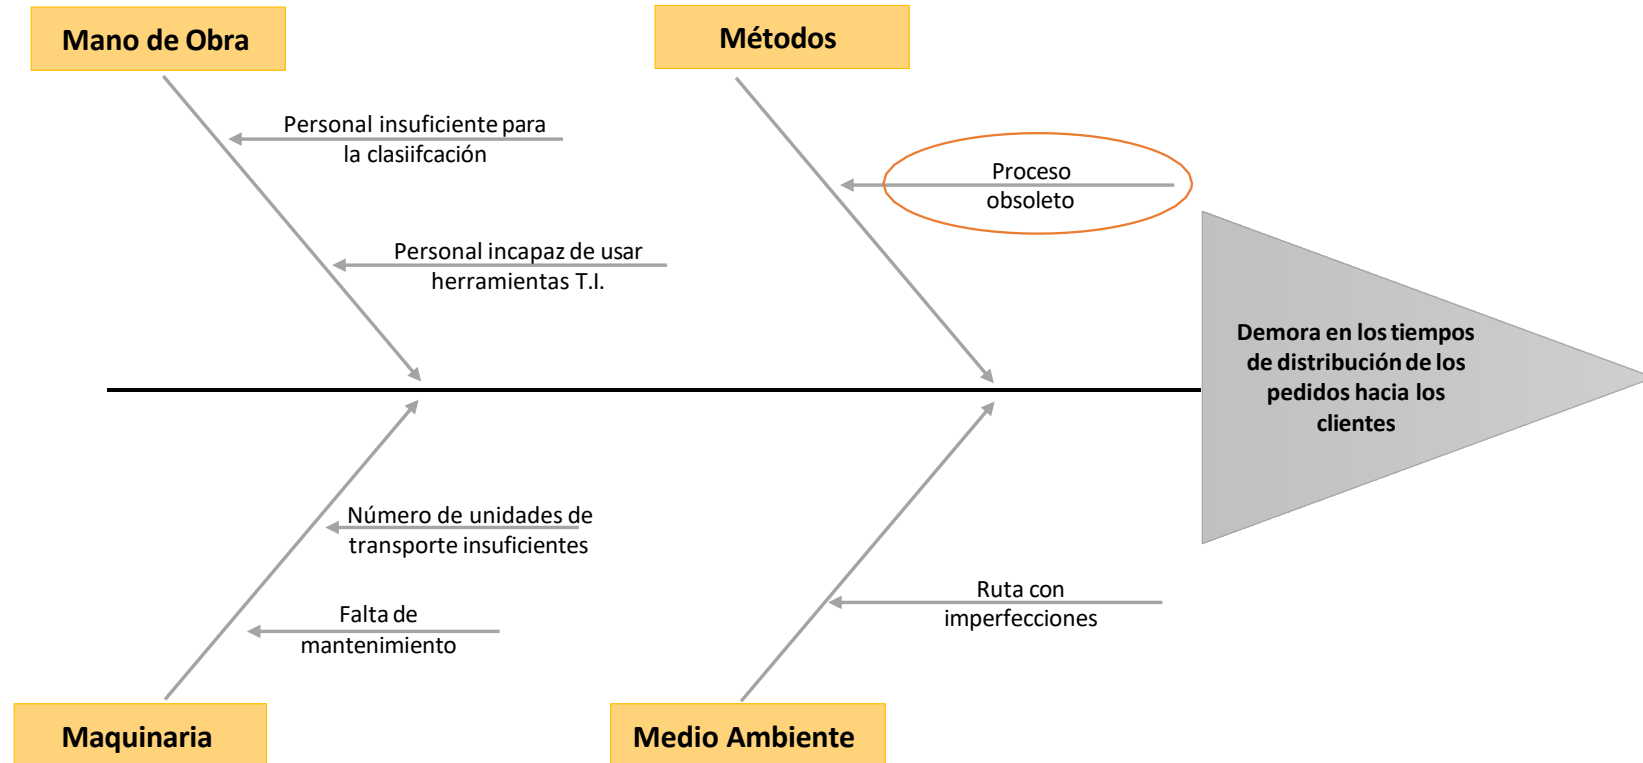 Mano de Obra
Métodos
Personal insuficiente para
la clasiifcación
Proceso
obsoleto
Personal incapaz de usar
herramientas T.I.
Demora en los tiempos
de distribución de los
pedidos hacia los
clientes
Número de unidades de
transporte insuficientes
Ruta con
imperfecciones
Falta de
mantenimiento
Maquinaria
Medio Ambiente